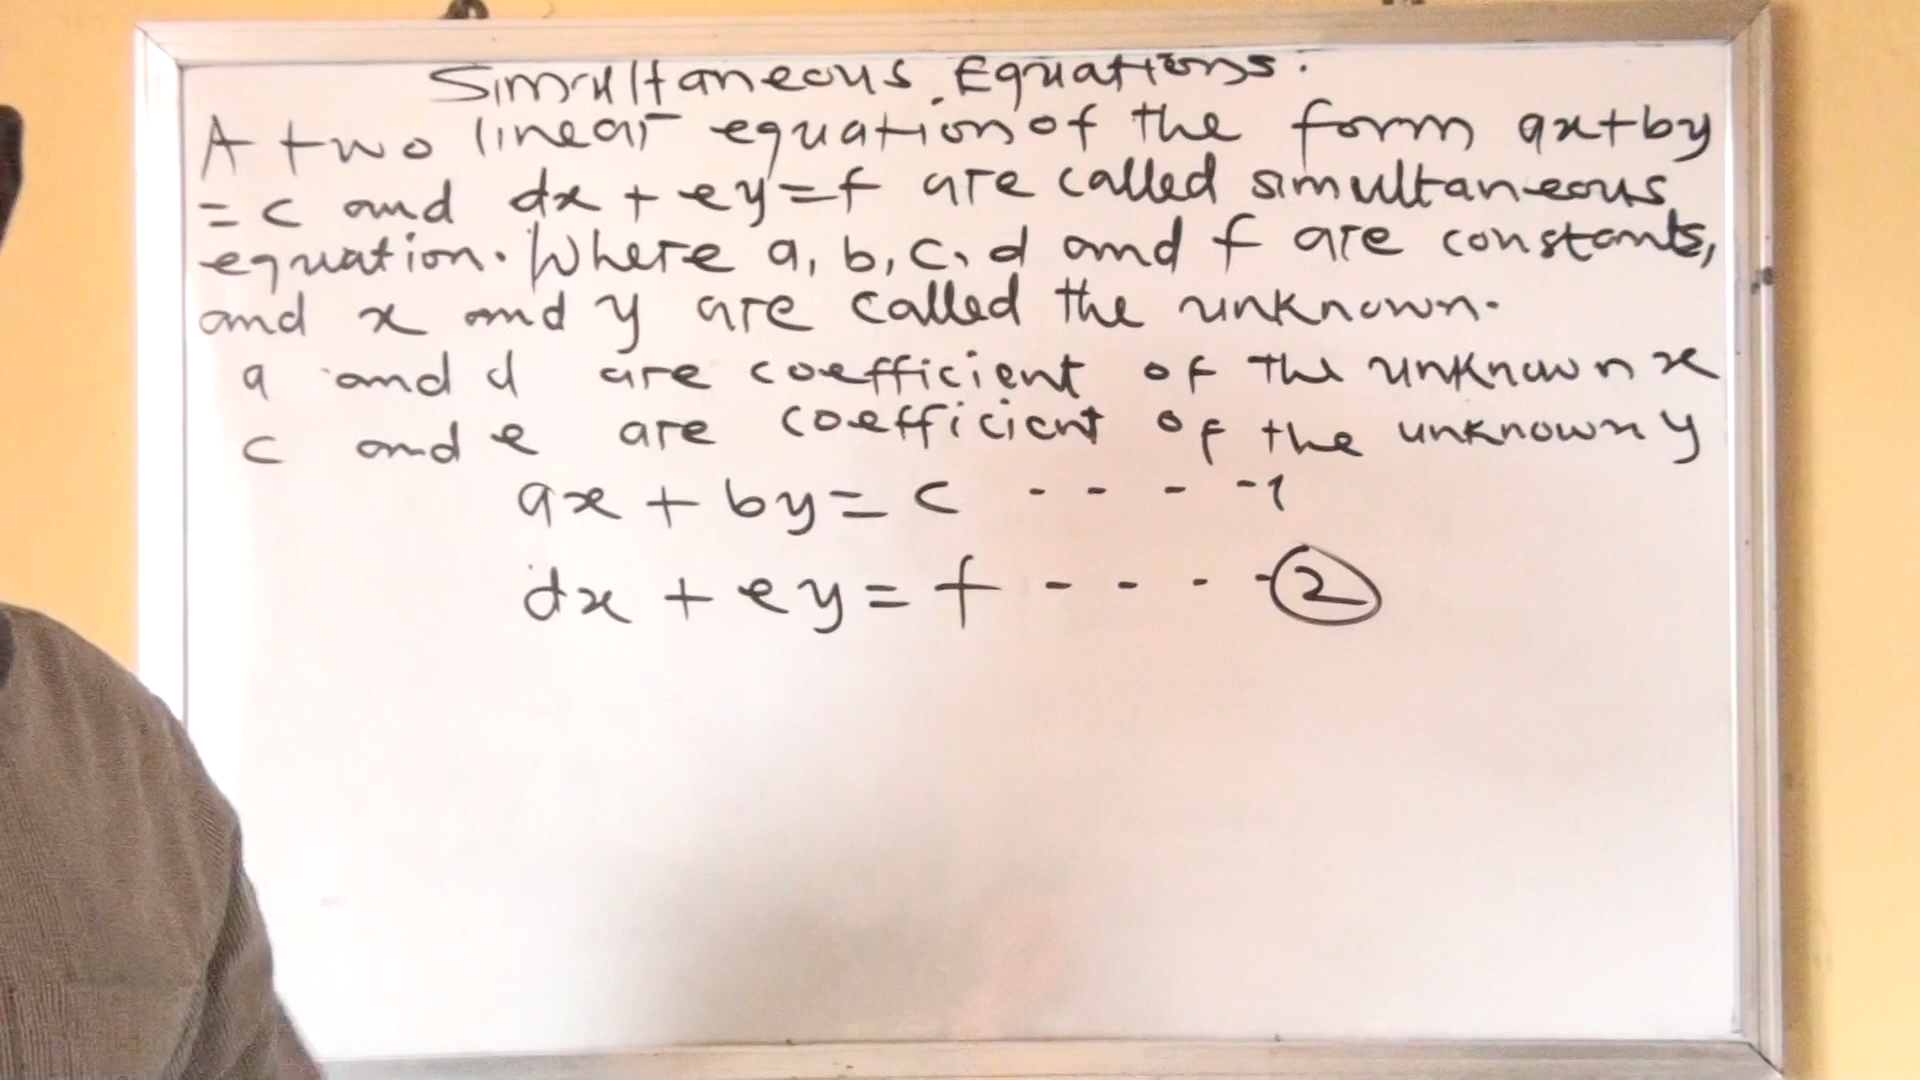 Simultaneous Equations.
A two linear equation of the form ax+by
= c and dx + ey = f are called simultaneous
equation. Where a, b, c, d and f are constants,
and x and y are called the unknown.
a and d are coefficient of the unknown x
c and e are coefficient of the unknown y
ax + by = c - - - - 1
dx + ey = f - - - - 2